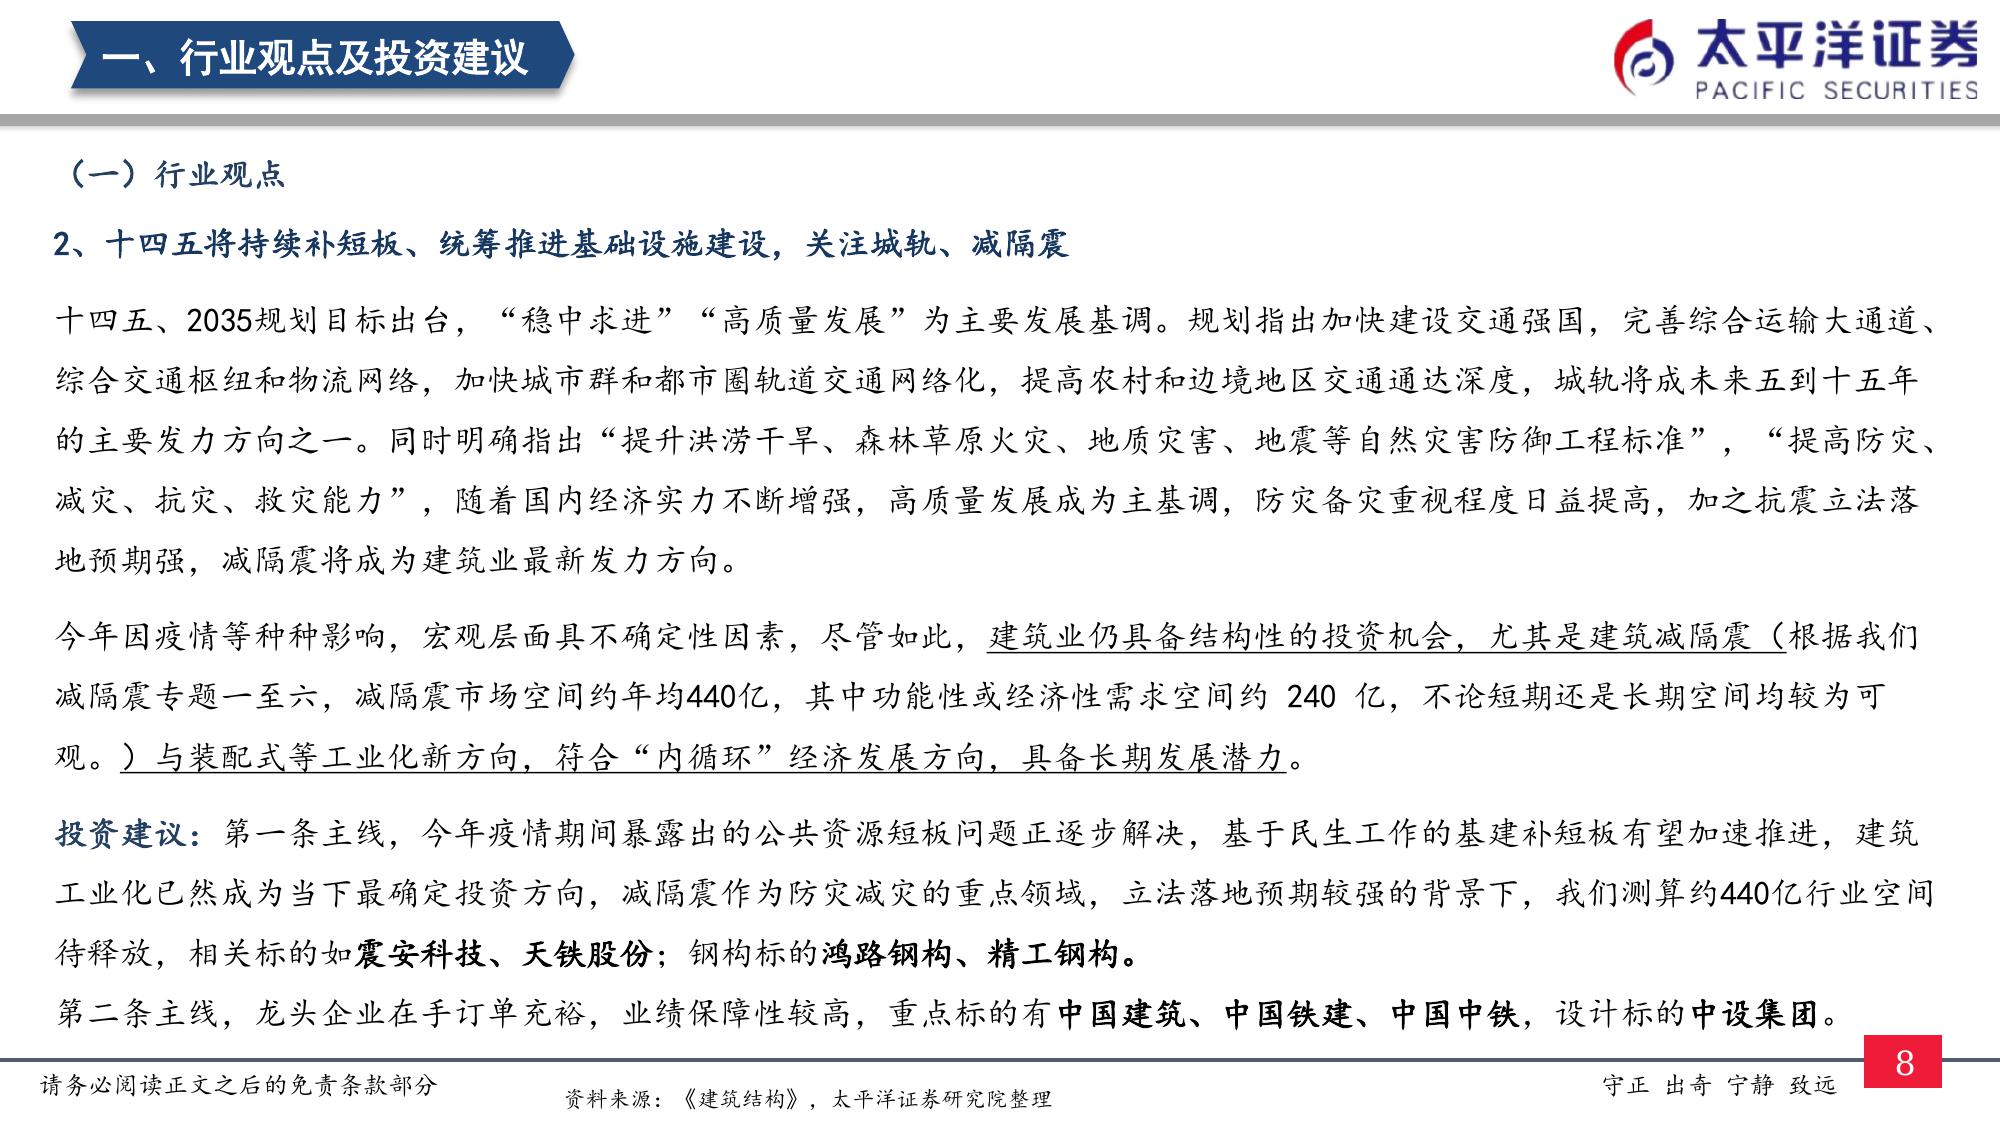 一、行业观点及投资建议
太平洋证券
PACIFIC SECURITIES
（一）行业观点
2、十四五将持续补短板、统筹推进基础设施建设，关注城轨、减隔震
十四五、2035规划目标出台，“稳中求进”“高质量发展”为主要发展基调。规划指出加快建设交通强国，完善综合运输大通道、
综合交通枢纽和物流网络，加快城市群和都市圈轨道交通网络化，提高农村和边境地区交通通达深度，城轨将成未来五到十五年
的主要发力方向之一。同时明确指出“提升洪涝干旱、森林草原火灾、地质灾害、地震等自然灾害防御工程标准”，“提高防灾、
减灾、抗灾、救灾能力”，随着国内经济实力不断增强，高质量发展成为主基调，防灾备灾重视程度日益提高，加之抗震立法落
地预期强，减隔震将成为建筑业最新发力方向。
今年因疫情等种种影响，宏观层面具不确定性因素，尽管如此，建筑业仍具备结构性的投资机会，尤其是建筑减隔震（根据我们
减隔震专题一至六，减隔震市场空间约年均440亿，其中功能性或经济性需求空间约 240 亿，不论短期还是长期空间均较为可
观。）与装配式等工业化新方向，符合“内循环”经济发展方向，具备长期发展潜力。
投资建议：第一条主线，今年疫情期间暴露出的公共资源短板问题正逐步解决，基于民生工作的基建补短板有望加速推进，建筑
工业化已然成为当下最确定投资方向，减隔震作为防灾减灾的重点领域，立法落地预期较强的背景下，我们测算约440亿行业空间
待释放，相关标的如震安科技、天铁股份；钢构标的鸿路钢构、精工钢构。
第二条主线，龙头企业在手订单充裕，业绩保障性较高，重点标的有中国建筑、中国铁建、中国中铁，设计标的中设集团。
请务必阅读正文之后的免责条款部分
资料来源：《建筑结构》，太平洋证券研究院整理
守正 出奇 宁静 致远
8